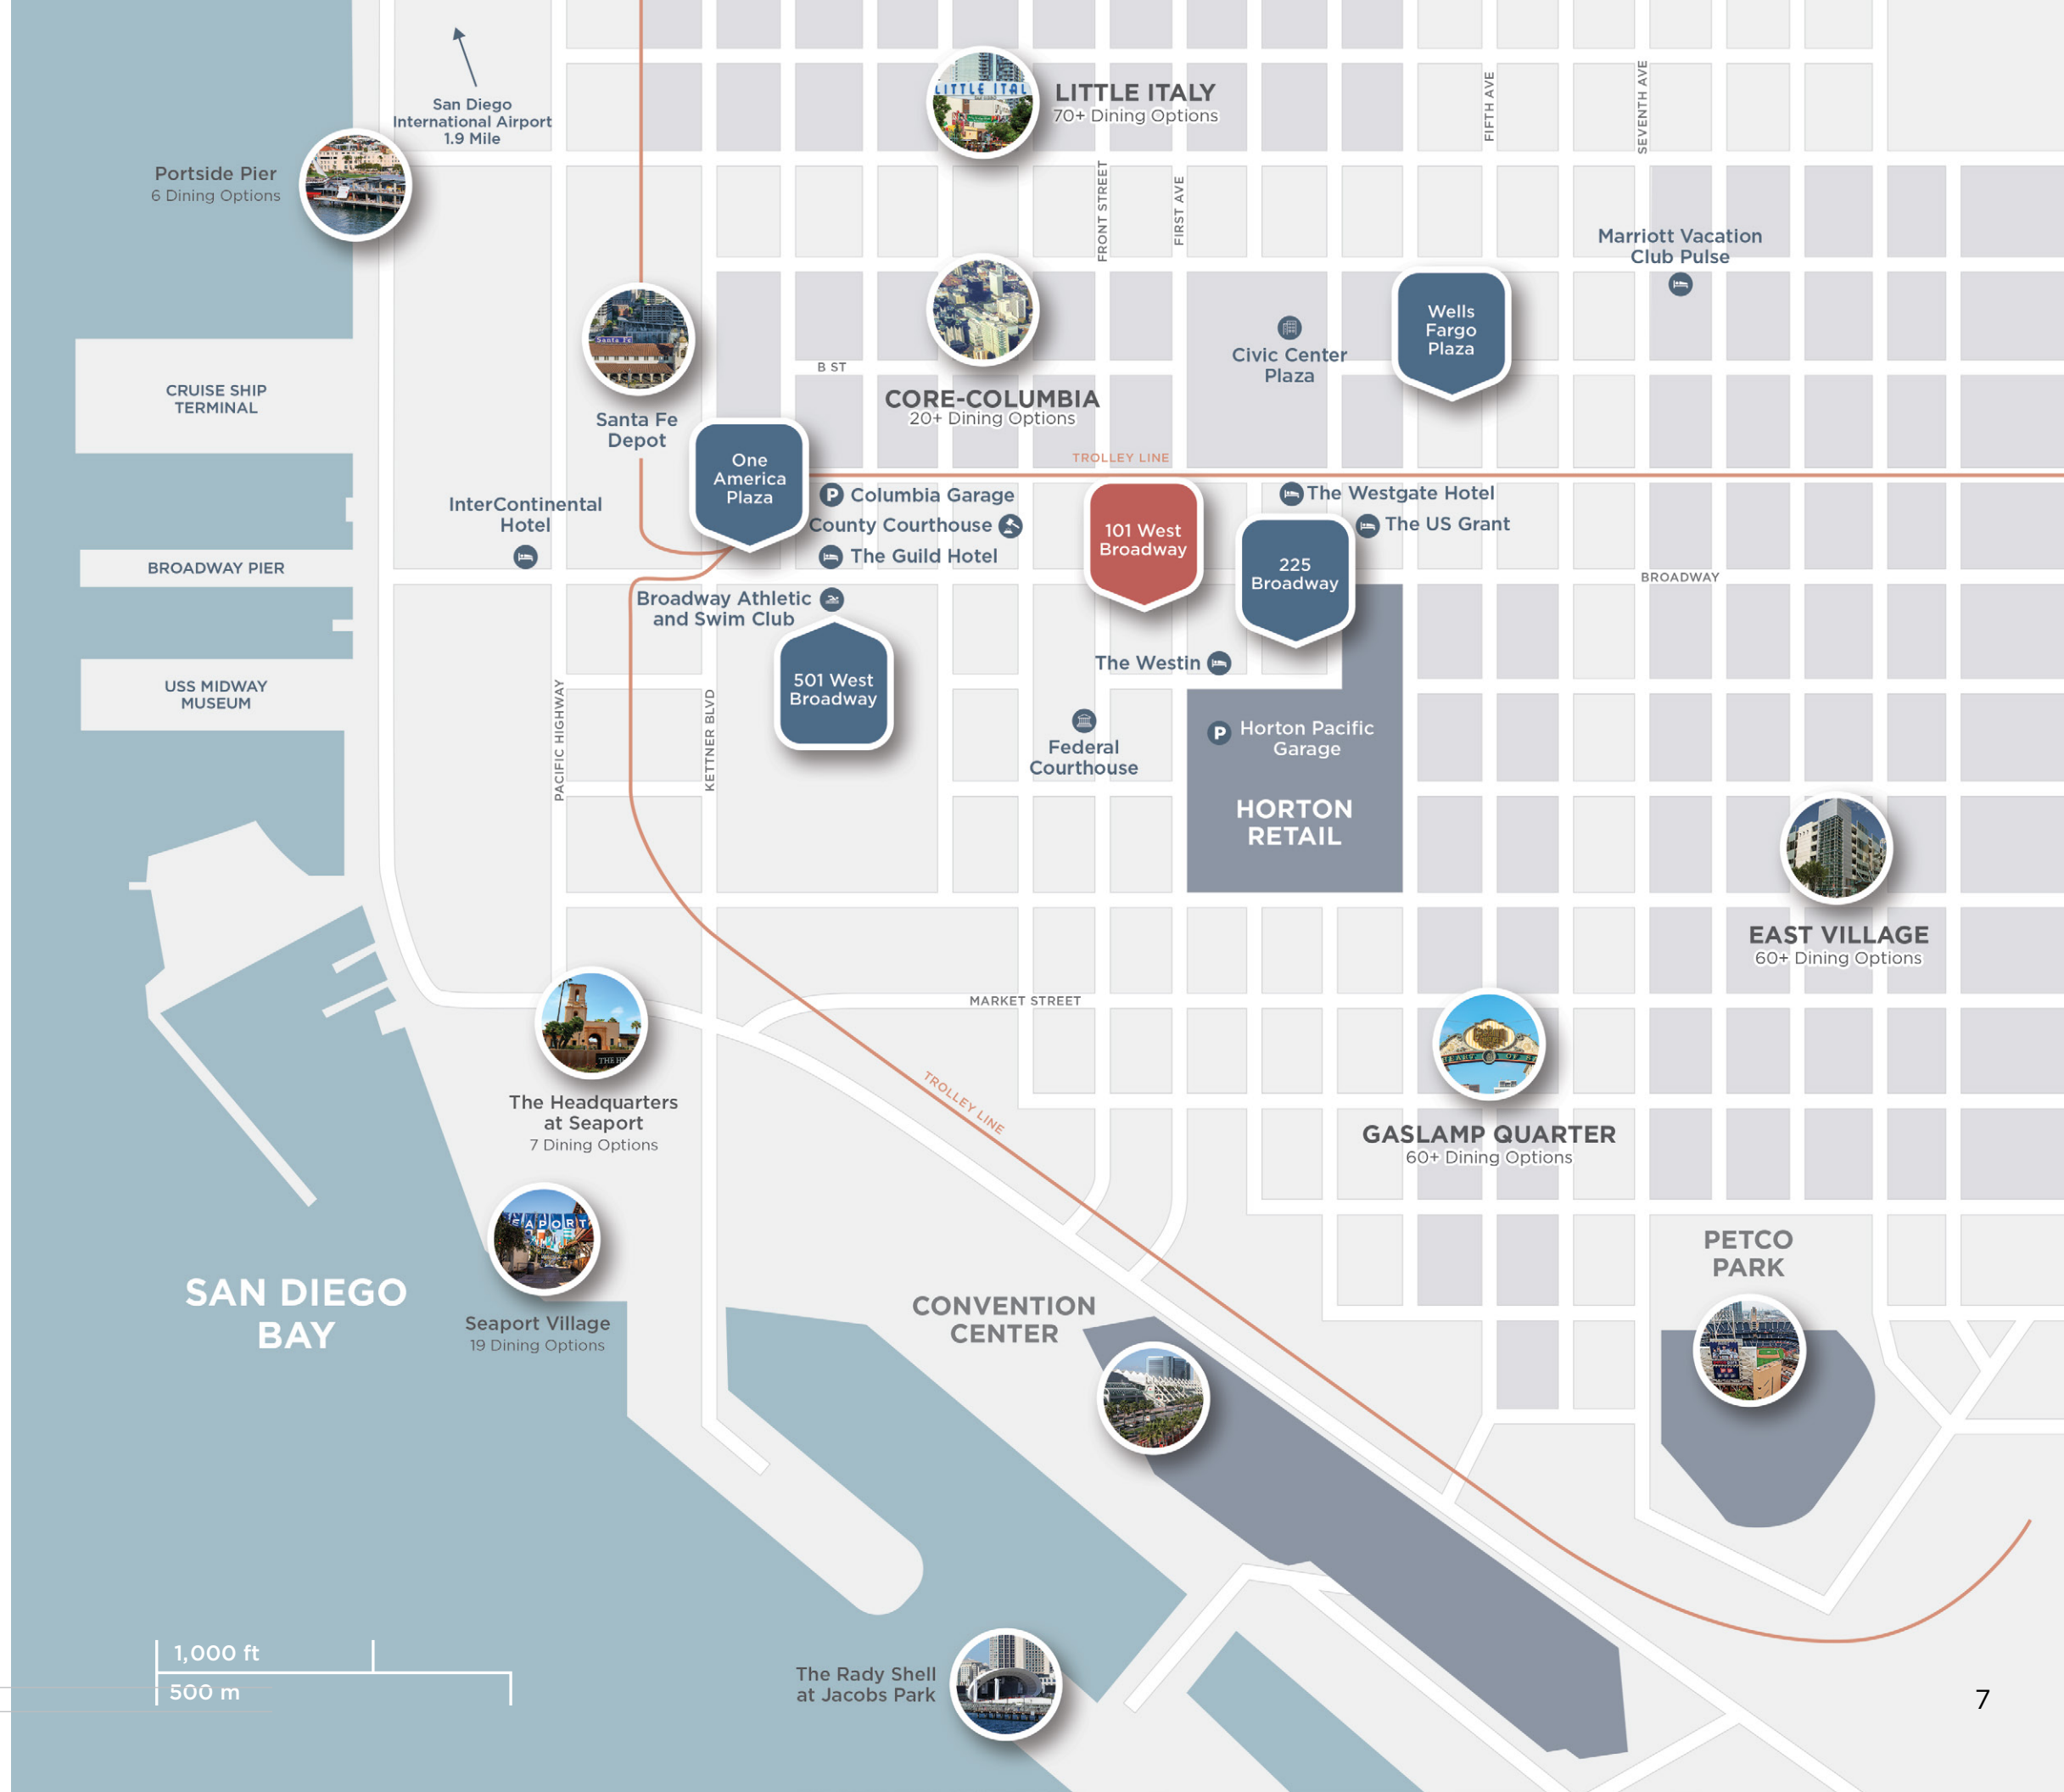 San Diego
International Airport
1.9 Mile
LITTLE ITAL
LITTLE ITALY
70+ Dining Options
FIFTH AVE
SEVENTH AVE
Portside Pier
6 Dining Options
FRONT STREET
FIRST AVE
Marriott Vacation
Club Pulse
Wells
Fargo
Plaza
Santa Fe
Civic Center
Plaza
B ST
CRUISE SHIP
TERMINAL
CORE-COLUMBIA
20+ Dining Options
Santa Fe
Depot
One
America
Plaza
TROLLEY LINE
InterContinental
Hotel
P Columbia Garage
County Courthouse
The Guild Hotel
101 West
Broadway
The Westgate Hotel
The US Grant
225
Broadway
BROADWAY PIER
BROADWAY
Broadway Athletic
and Swim Club
501 West
Broadway
The Westin
USS MIDWAY
MUSEUM
PACIFIC HIGHWAY
KETTNER BLVD
Federal
Courthouse
P Horton Pacific
Garage
HORTON
RETAIL
EAST VILLAGE
60+ Dining Options
MARKET STREET
THE HE
The Headquarters
at Seaport
7 Dining Options
TROLLEY LINE
GASLAMP QUARTER
60+ Dining Options
SEAPORT
Seaport Village
19 Dining Options
SAN DIEGO
BAY
PETCO
PARK
CONVENTION
CENTER
1,000 ft
500 m
The Rady Shell
at Jacobs Park
7